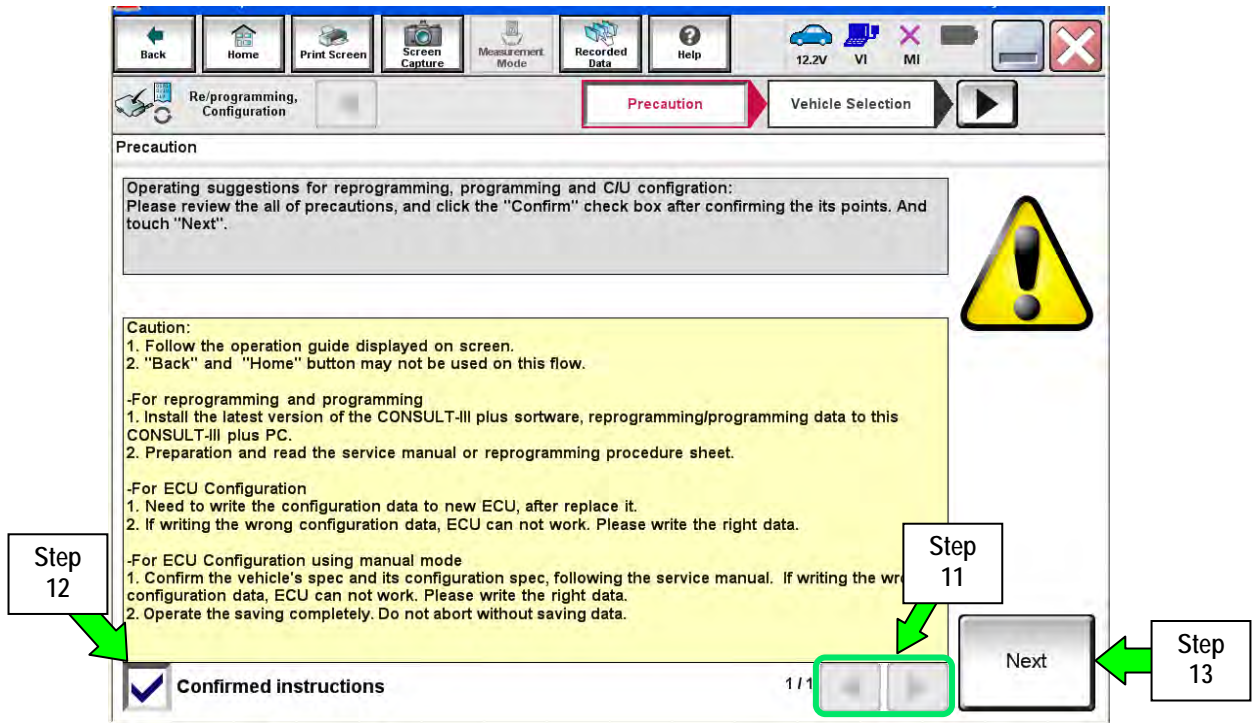 Back
Home
Print Screen
Screen
Capture
Measurement
Mode
Recorded
Data
Help
12.2V
VI
MI
Re/programming,
Configuration
Precaution
Vehicle Selection
Precaution
Operating suggestions for reprogramming, programming and C/U configration:
Please review the all of precautions, and click the "Confirm" check box after confirming the its points. And
touch "Next".
Caution:
1. Follow the operation guide displayed on screen.
2. "Back" and "Home" button may not be used on this flow.
-For reprogramming and programming
1. Install the latest version of the CONSULT-III plus sortware, reprogramming/programming data to this
CONSULT-III plus PC.
2. Preparation and read the service manual or reprogramming procedure sheet.
-For ECU Configuration
1. Need to write the configuration data to new ECU, after replace it.
2. If writing the wrong configuration data, ECU can not work. Please write the right data.
-For ECU Configuration using manual mode
1. Confirm the vehicle's spec and its configuration spec, following the service manual. If writing the
configuration data, ECU can not work. Please write the right data.
2. Operate the saving completely. Do not abort without saving data.
Step
12
Step
11
Confirmed instructions
1/1
Next
Step
13